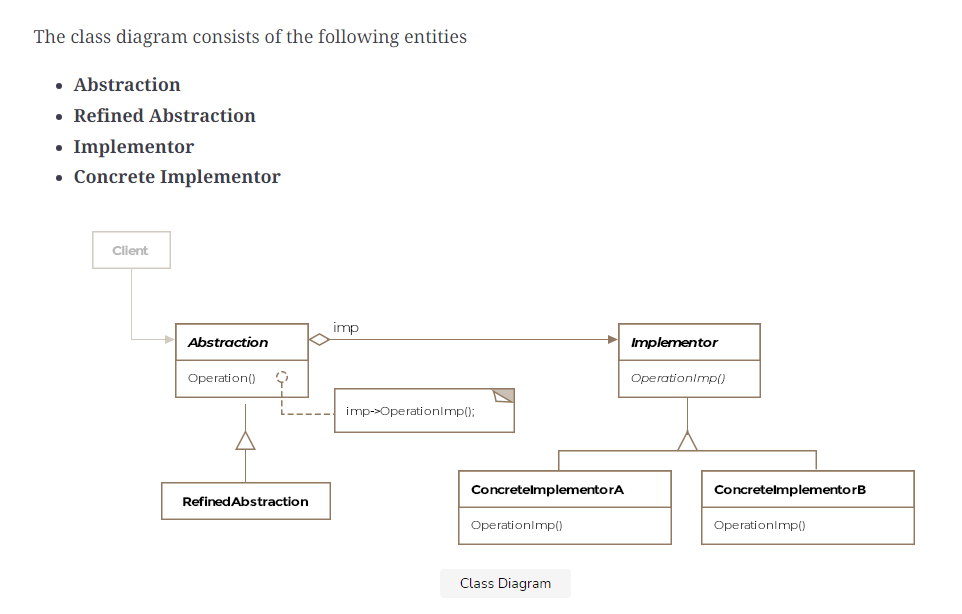 The class diagram consists of the following entities
• Abstraction
• Refined Abstraction
• Implementor
• Concrete Implementor
Client
imp
Abstraction
Implementor
Operation()
OperationImp()
imp->OperationImp();
RefinedAbstraction
ConcreteImplementorA
ConcreteImplementorB
OperationImp()
OperationImp()
Class Diagram